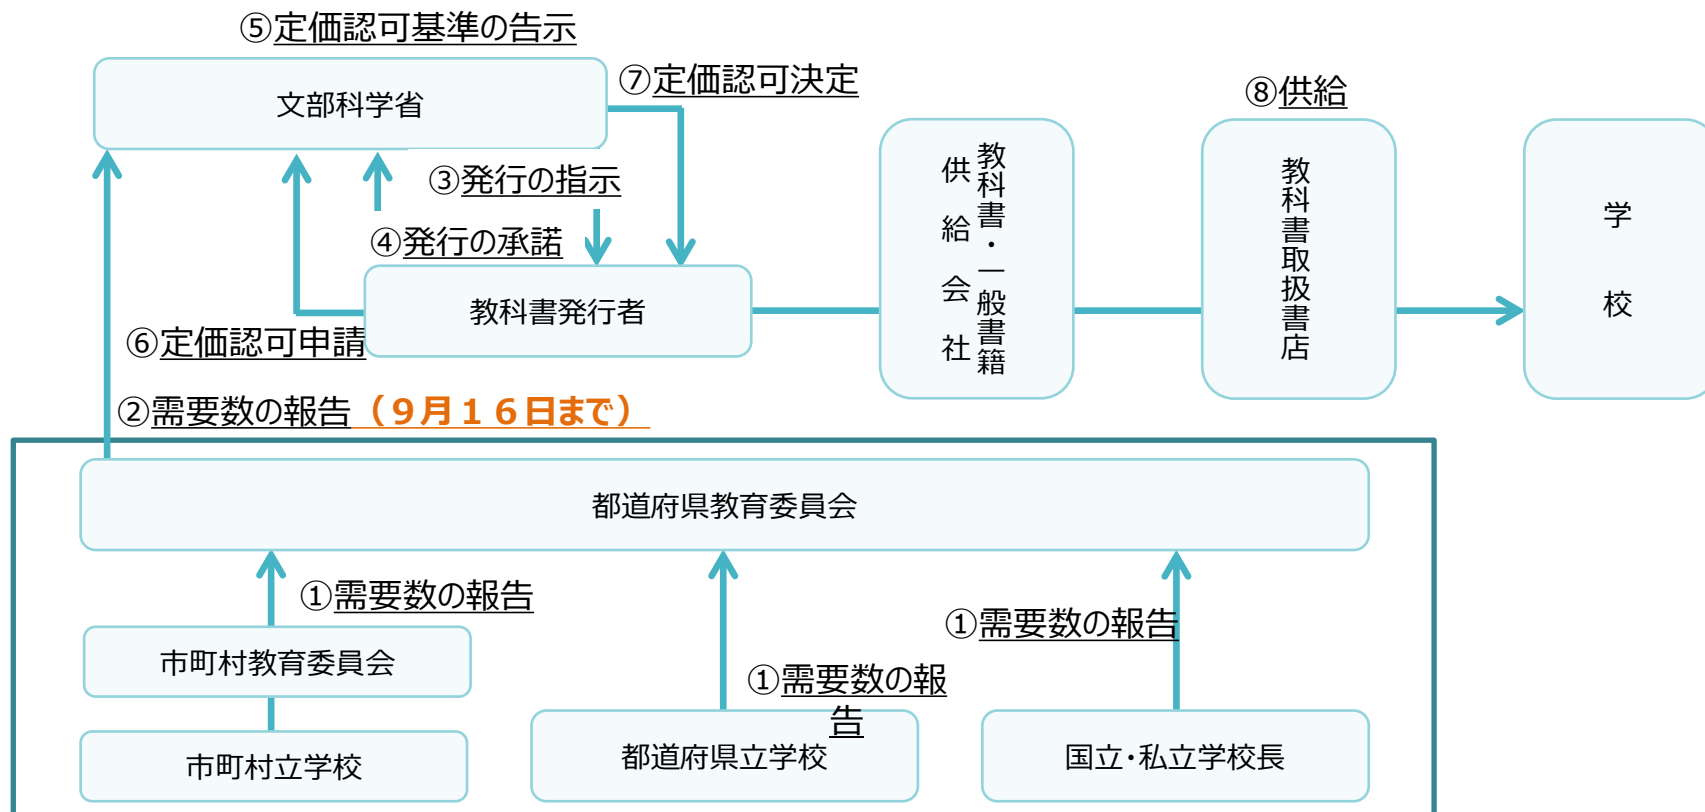 ⑤定価認可基準の告示
文部科学省
⑦定価認可決定
⑧供給
③発行の指示
④発行の承諾
教科書発行者
⑥定価認可申請
教科書・一般書籍
供給会社
教科書取扱書店
学校
②需要数の報告（９月１６日まで）
都道府県教育委員会
①需要数の報告
市町村教育委員会
市町村立学校
①需要数の報
告
都道府県立学校
①需要数の報告
国立・私立学校長